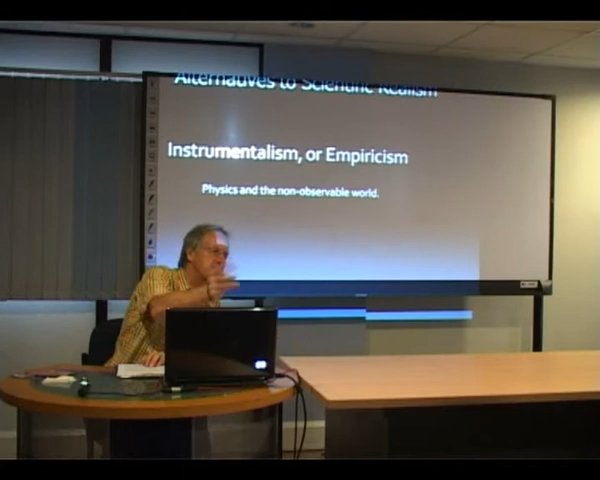 Alternatives to Scientific Realism
Instrumentalism, or Empiricism
Physics and the non-observable world.